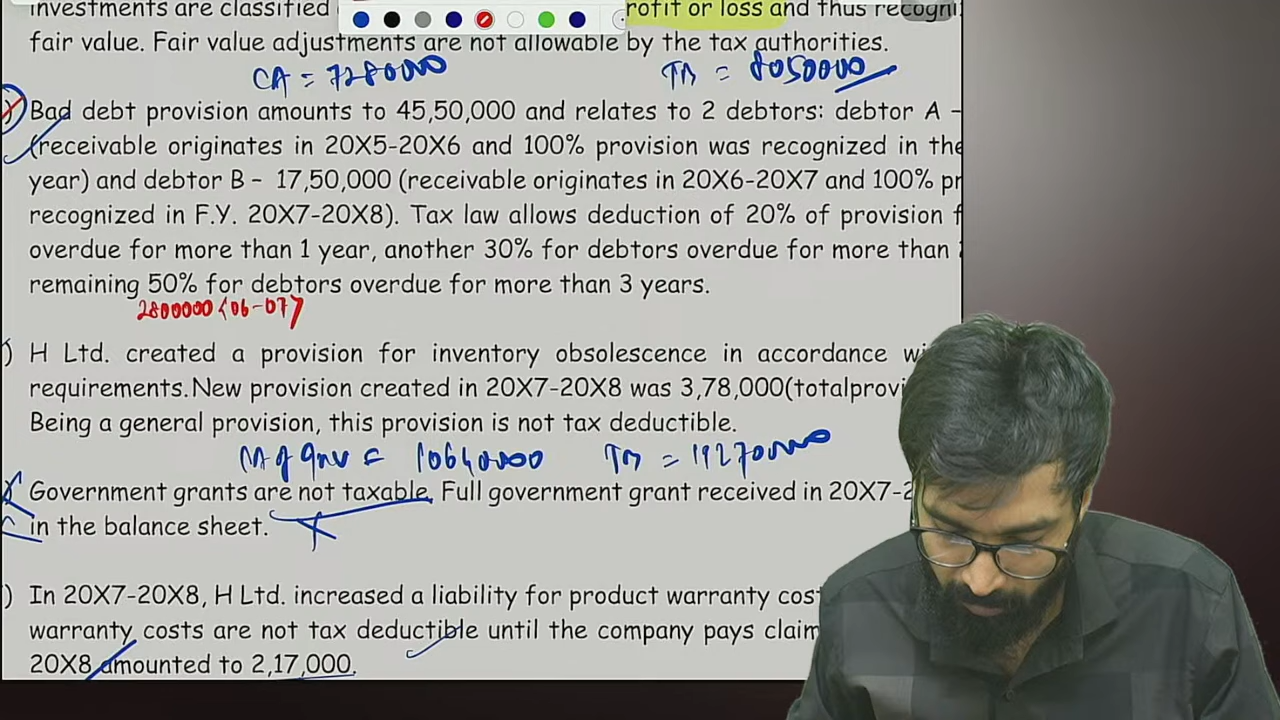 investments are classified rofit or loss and thus
fair value. Fair value adjustments are not allowable by the tax authorities.
CA = 7280000 TB = 8050000
Bad debt provision amounts to 45,50,000 and relates to 2 debtors: debtor A –
(receivable originates in 20X5-20X6 and 100% provision was recognized in the
year) and debtor B – 17,50,000 (receivable originates in 20X6-20X7 and 100% pr
recognized in F.Y. 20X7-20X8). Tax law allows deduction of 20% of provision f
overdue for more than 1 year, another 30% for debtors overdue for more than
remaining 50% for debtors overdue for more than 3 years.
2800000 (06-07)
) H Ltd. created a provision for inventory obsolescence in accordance wi
requirements.New provision created in 20X7-20X8 was 3,78,000(totalprovi
Being a general provision, this provision is not tax deductible.
of Inv = 10640000 TB =
Government grants are not taxable. Full government grant received in 20X7-2
in the balance sheet.
) In 20X7-20X8, H Ltd. increased a liability for product warranty cost
warranty costs are not tax deductible until the company pays claim
20X8 amounted to 2,17,000.